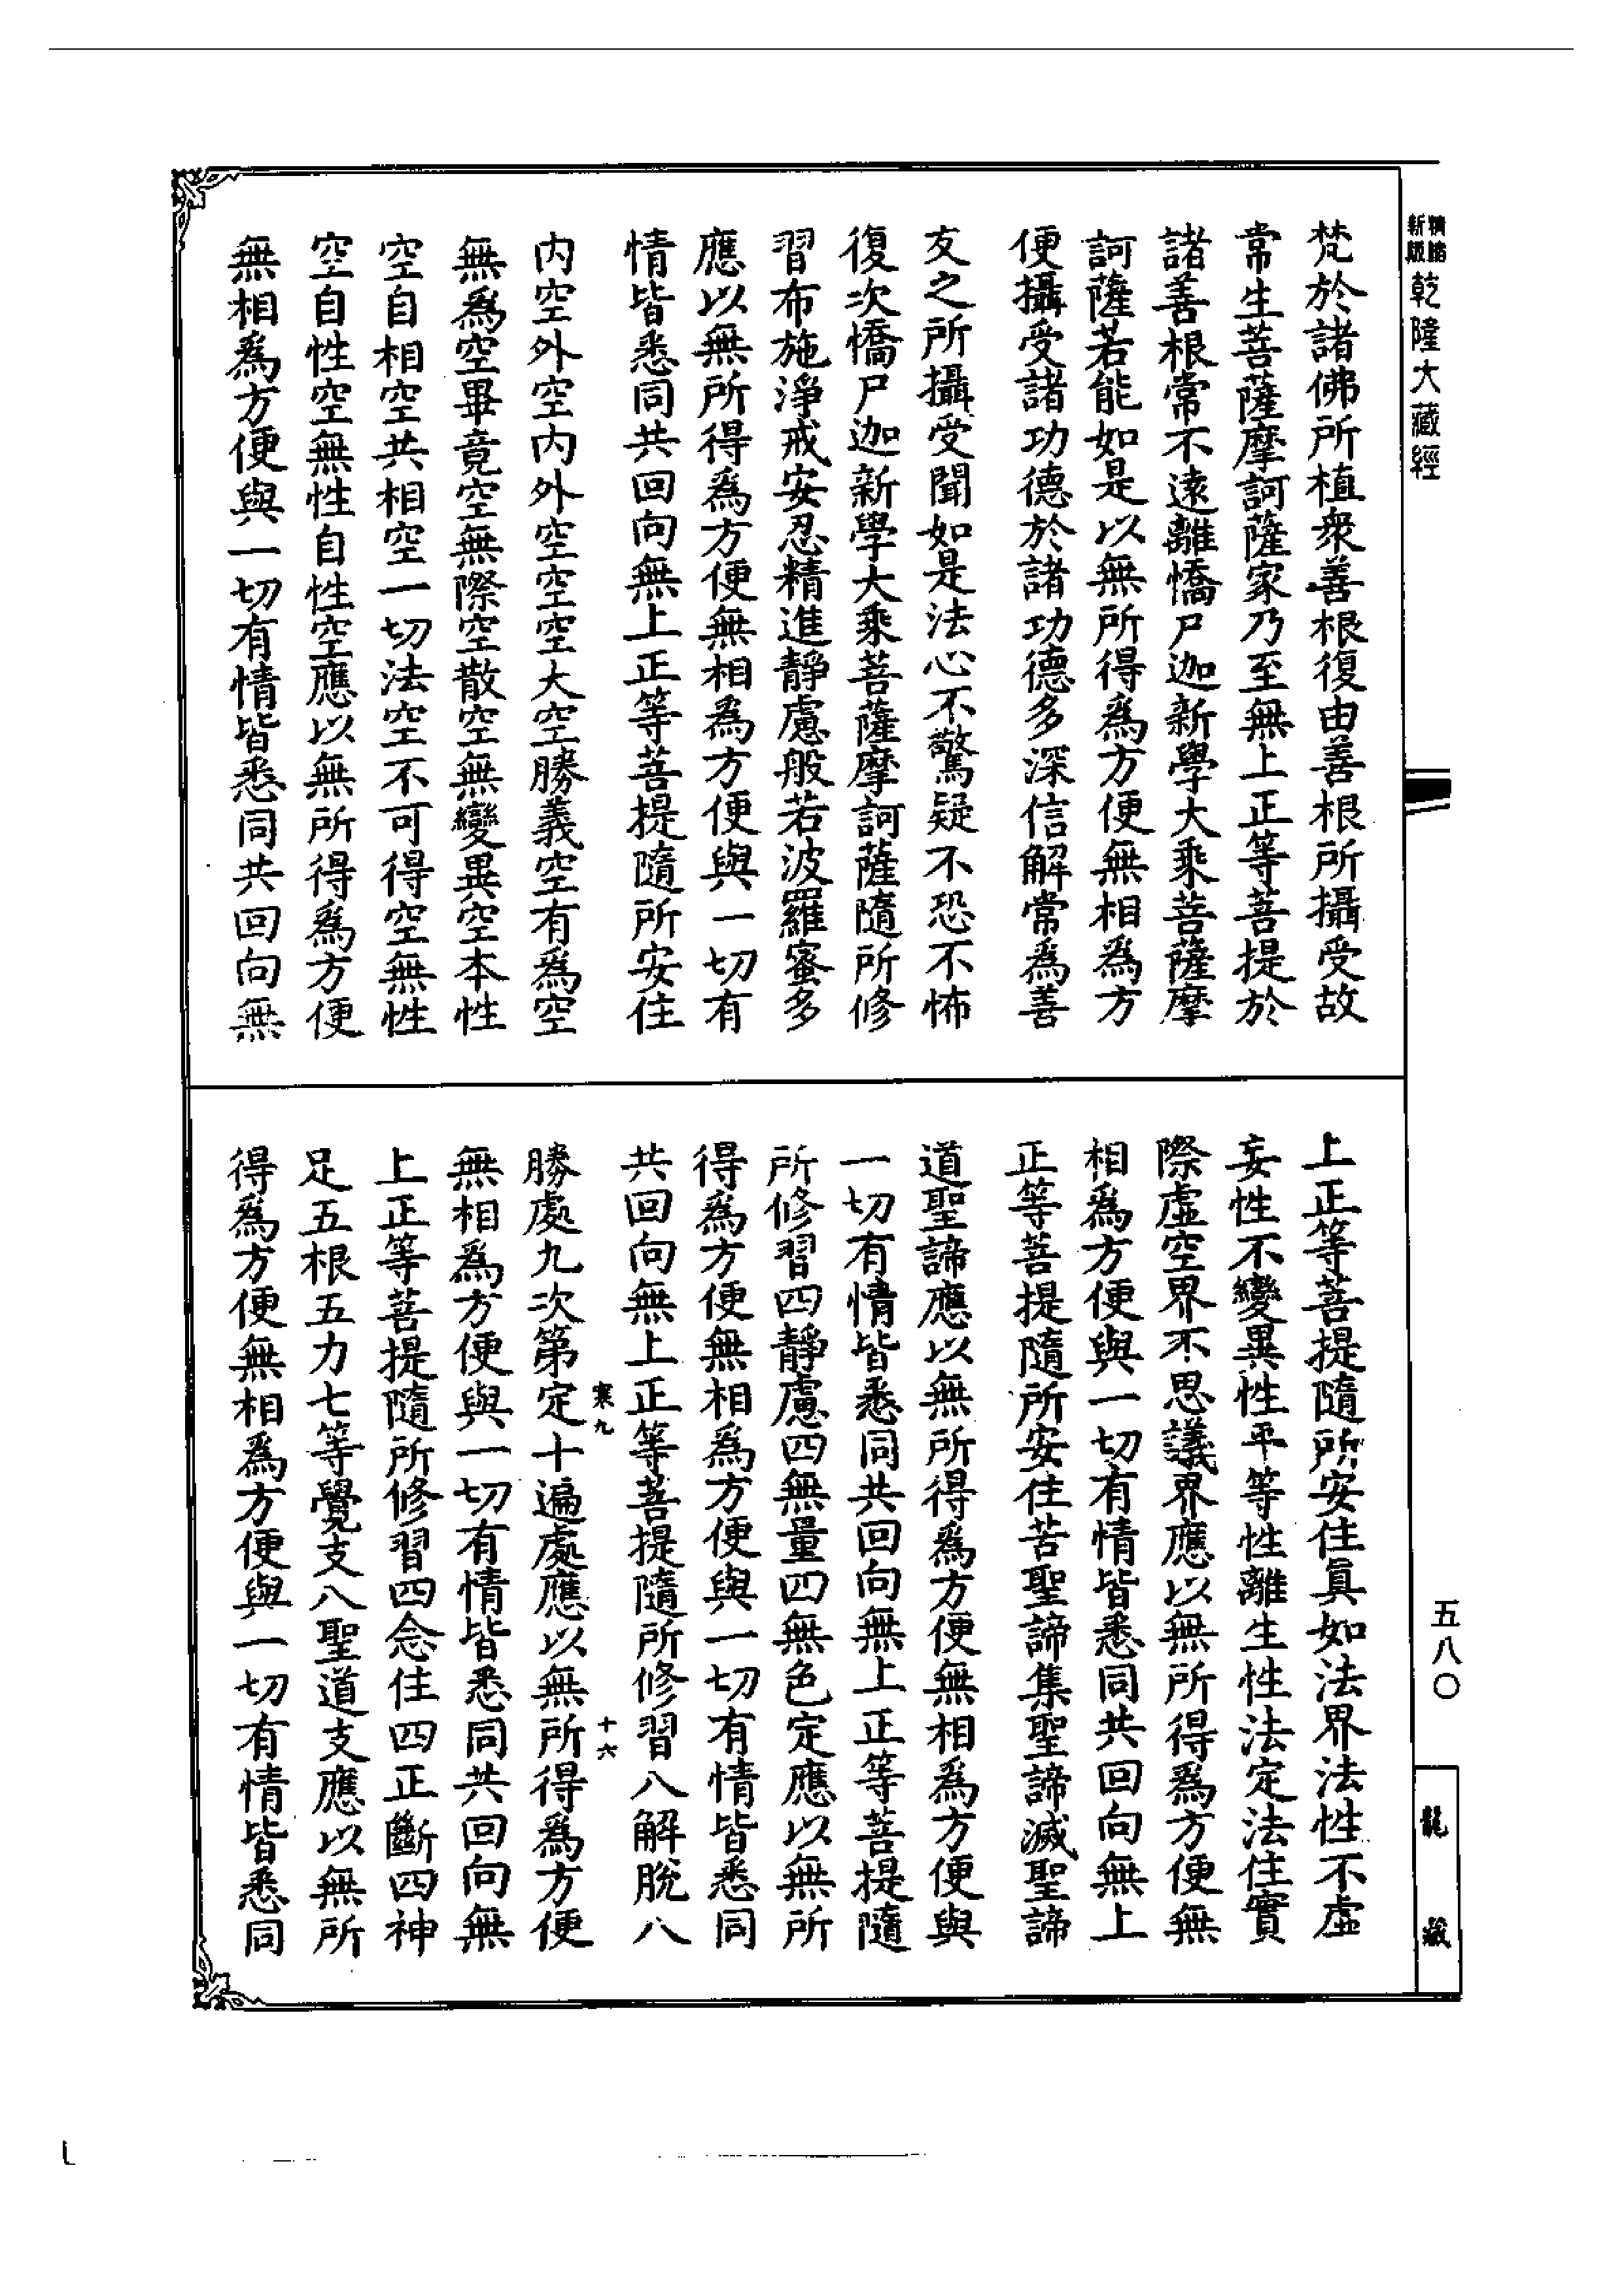 新版
精縮
乾隆大藏經
梵於諸佛所植衆善根復由善根所攝受故
常生菩薩摩訶薩家乃至無上正等菩提於
諸善根常不遠離憍尸迦新學大乘菩薩摩
訶薩若能如是以無所得爲方便無相爲方
便攝受諸功德於諸功德多深信解常爲善
友之所攝受聞如是法心不驚疑不恐不怖
復次憍尸迦新學大乘菩薩摩訶薩隨所修
習布施淨戒安忍精進靜慮般若波羅蜜多
應以無所得爲方便無相爲方便與一切有
情皆悉同共回向無上正等菩提隨所安住
内空外空内外空空空大空勝義空有爲空
無爲空畢竟空無際空散空無變異空本性
空自相空共相空一切法空不可得空無性
空自性空無性自性空應以無所得爲方便
無相爲方便與一切有情皆悉同共回向無
上正等菩提隨所安住眞如法界法性不虛
妄性不變異性平等性離生性法定法住實
際虛空界不思議界應以無所得爲方便無
相爲方便與一切有情皆悉同共回向無上
正等菩提隨所安住苦聖諦集聖諦滅聖諦
道聖諦應以無所得爲方便無相爲方便與
一切有情皆悉同共回向無上正等菩提隨
所修習四靜慮四無量四無色定應以無所
得爲方便無相爲方便與一切有情皆悉同
共回向無上正等菩提隨所修習八解脫八
寒九
十六
勝處九次第定十遍處應以無所得爲方便
無相爲方便與一切有情皆悉同共回向無
上正等菩提隨所修習四念住四正斷四神
足五根五力七等覺支八聖道支應以無所
得爲方便無相爲方便與一切有情皆悉同
五八〇
龍藏